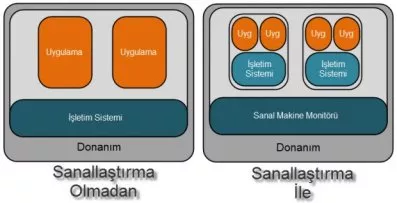 Uygulama
Uygulama
İşletim Sistemi
Donanım
Sanallaştırma
Olmadan
Uyg
Uyg
Uyg
Uyg
İşletim
Sistemi
İşletim
Sistemi
Sanal Makine Monitörü
Donanım
Sanallaştırma
İle